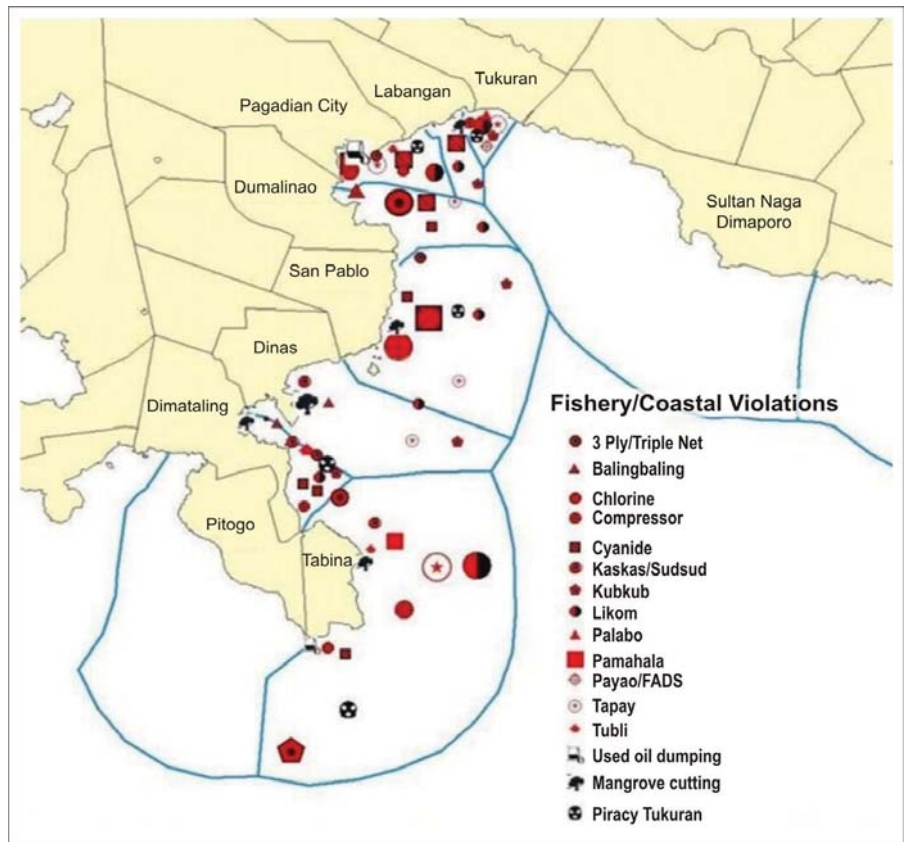 Tukuran
Labangan
Pagadian City
Dumalinao
Sultan Naga
Dimaporo
San Pablo
Dinas
Dimataling
Pitogo
Tabina
Fishery/Coastal Violations
3 Ply/Triple Net
Balingbaling
Chlorine
Compressor
Cyanide
Kaskas/Sudsud
Kubkub
Likom
Palabo
Pamahala
Payao/FADS
Tapay
Tubli
Used oil dumping
Mangrove cutting
Piracy Tukuran